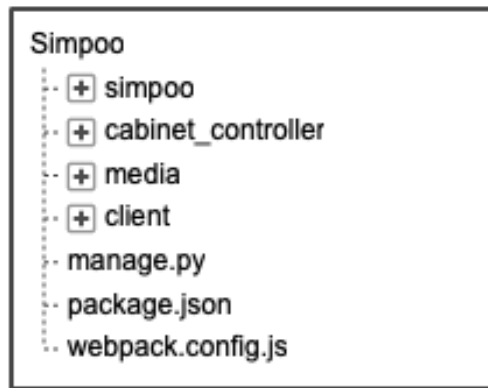 Simpoo
simpoo
cabinet_controller
media
client
manage.py
package.json
webpack.config.js